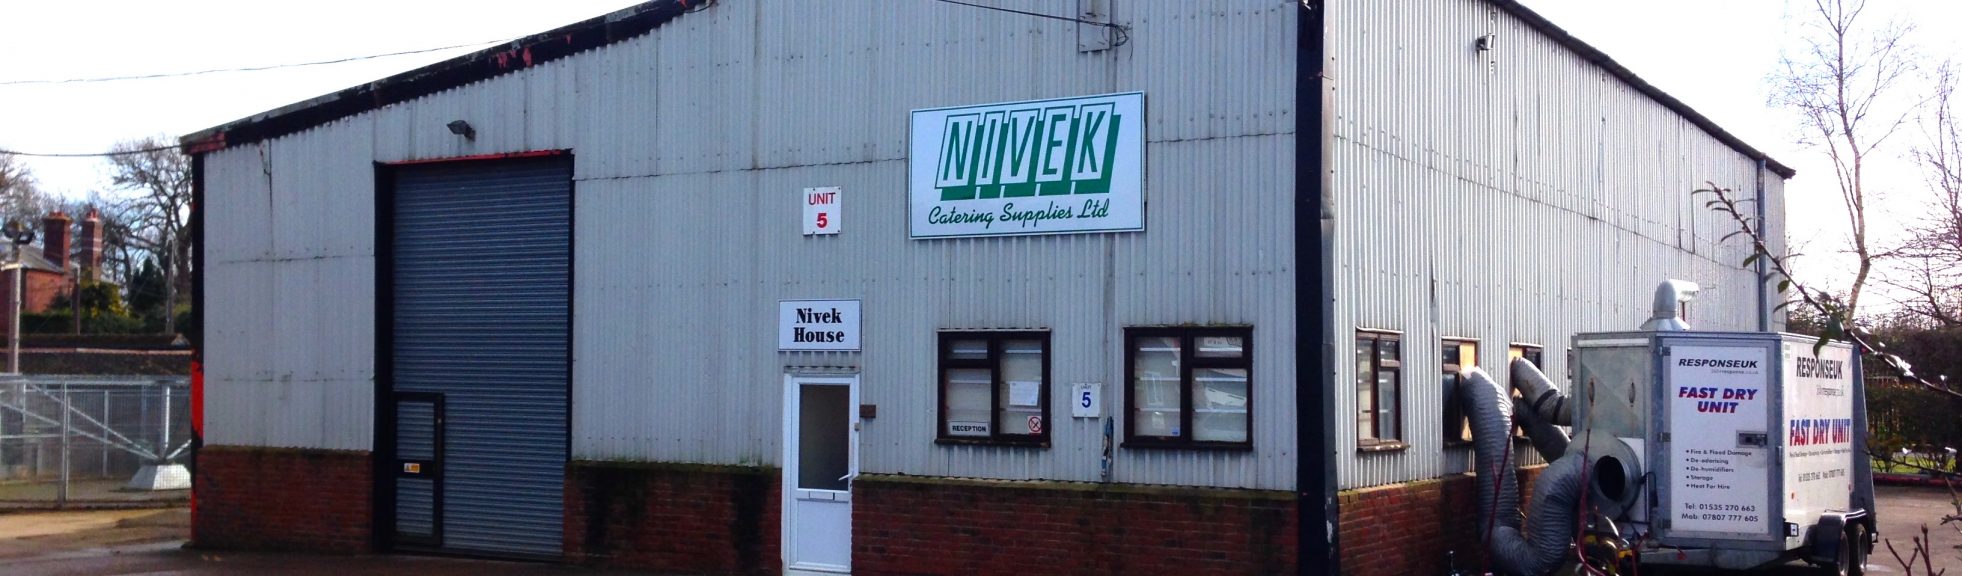 NIVEK
Catering Supplies Ltd
UNIT
5
Nivek
House
RECEPTION
UNIT
5
RESPONSEUK
FAST DRY
UNIT
• Fire & Flood Damage
• De-odorising
• De-humidifiers
• Storage
• Heat For Hire
Tel: 01535 270 663
Mob: 07807 777 605
RESPONSEUK
FAST DRY UNIT